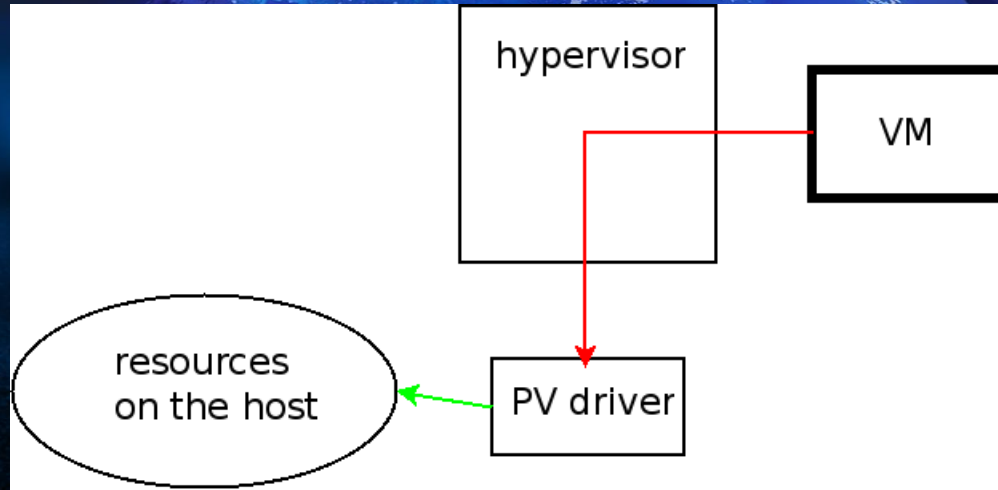 hypervisor
VM
resources
on the host
PV driver